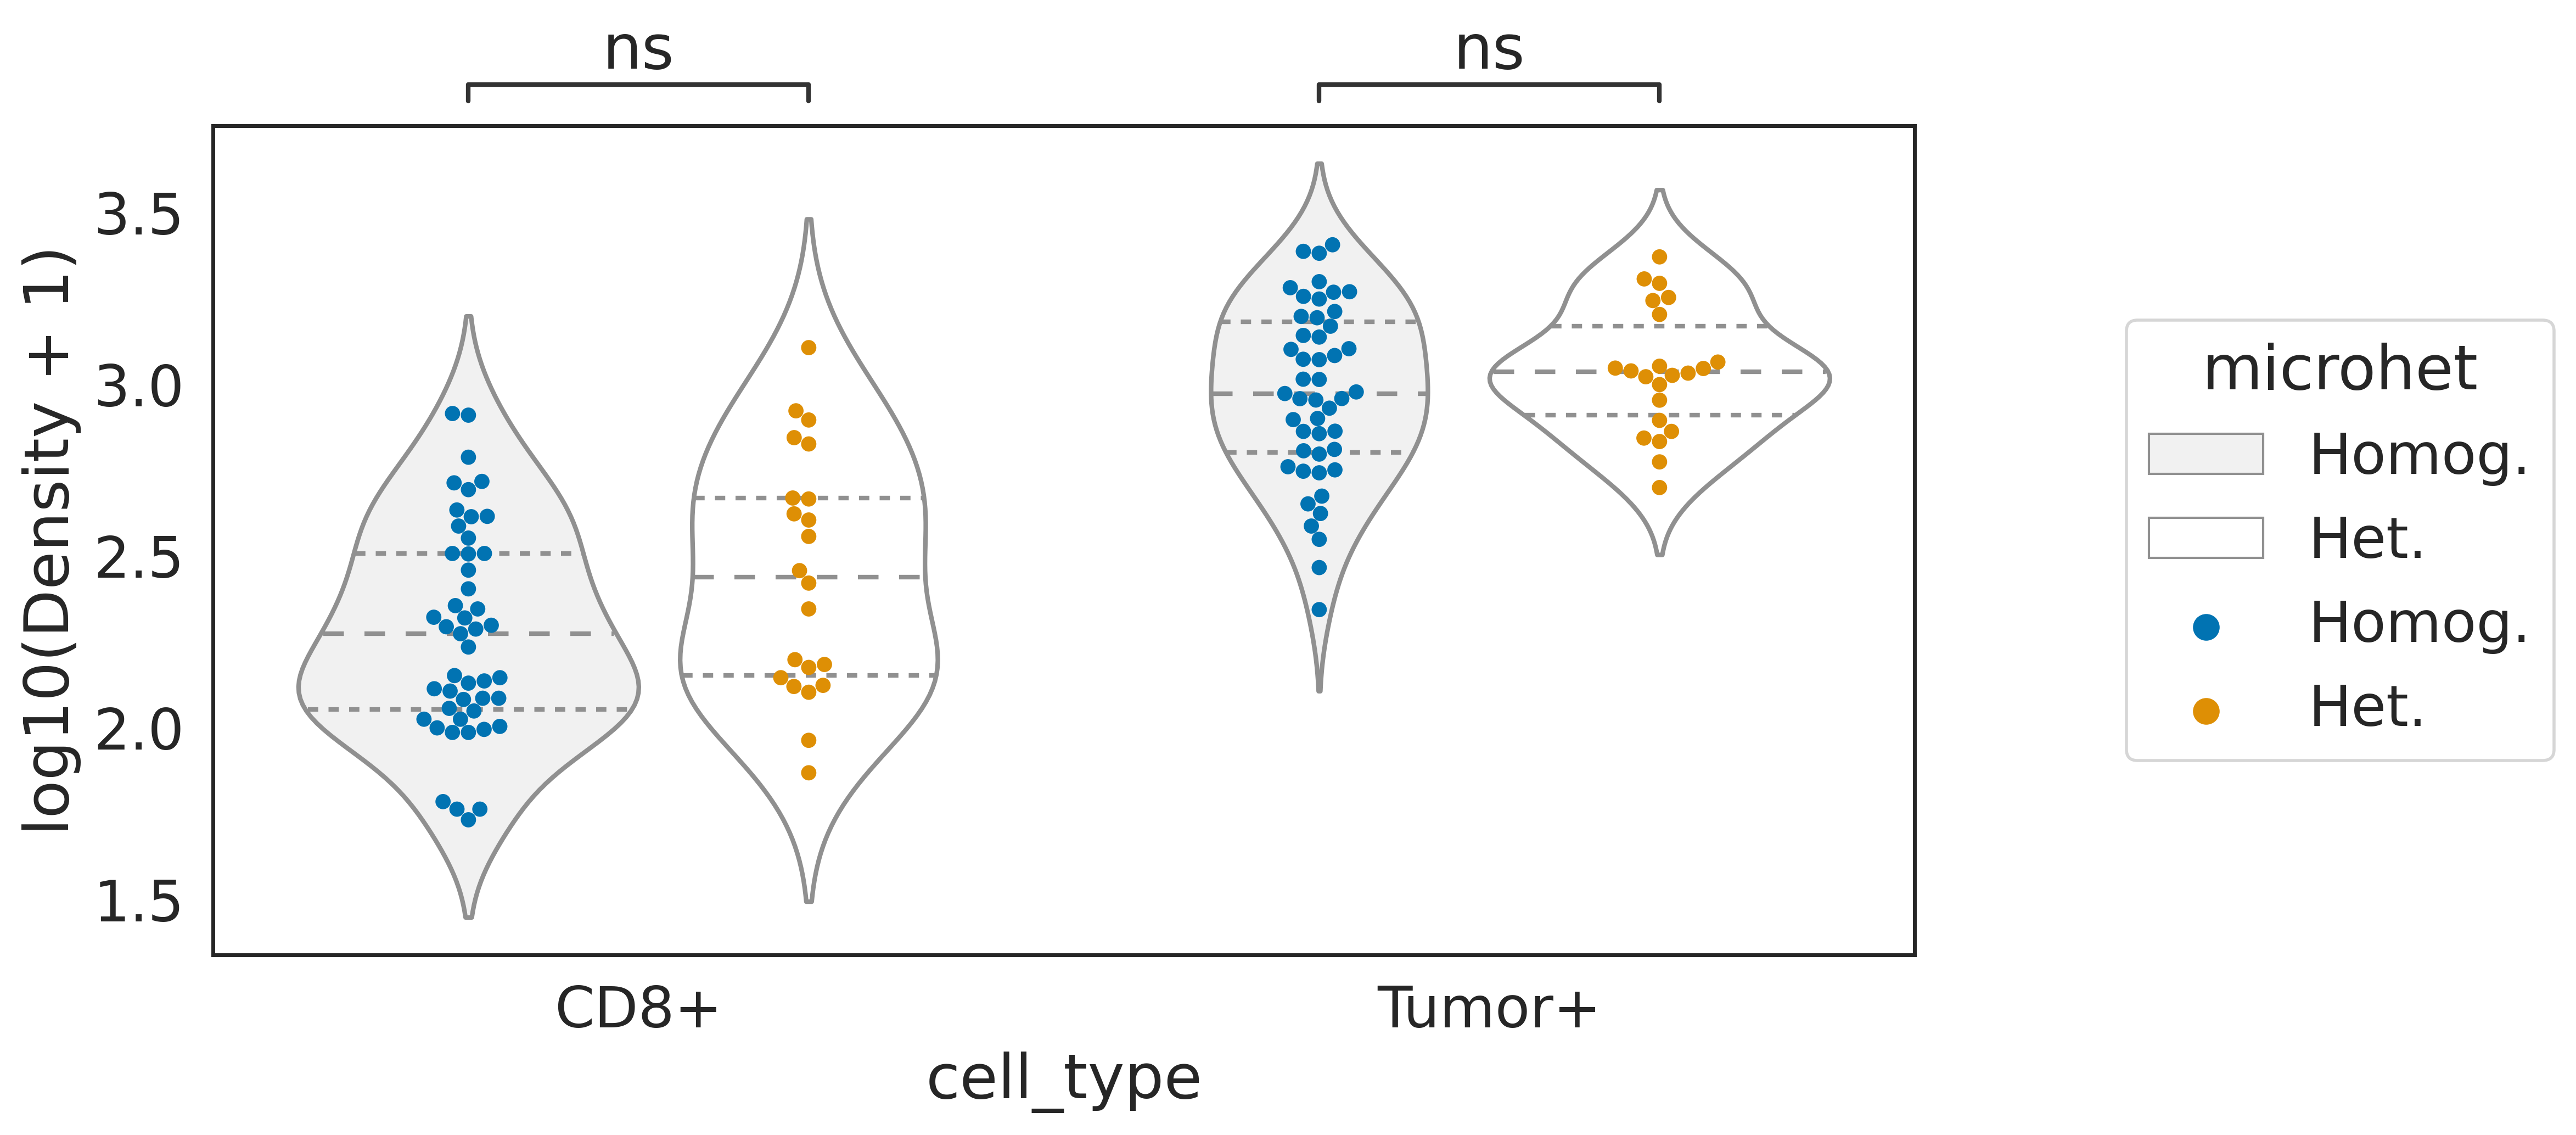 ns
ns
log10(Density + 1)
3.5
3.0
2.5
2.0
1.5
CD8+
Tumor+
cell_type
microhet
Homog.
Het.
Homog.
Het.